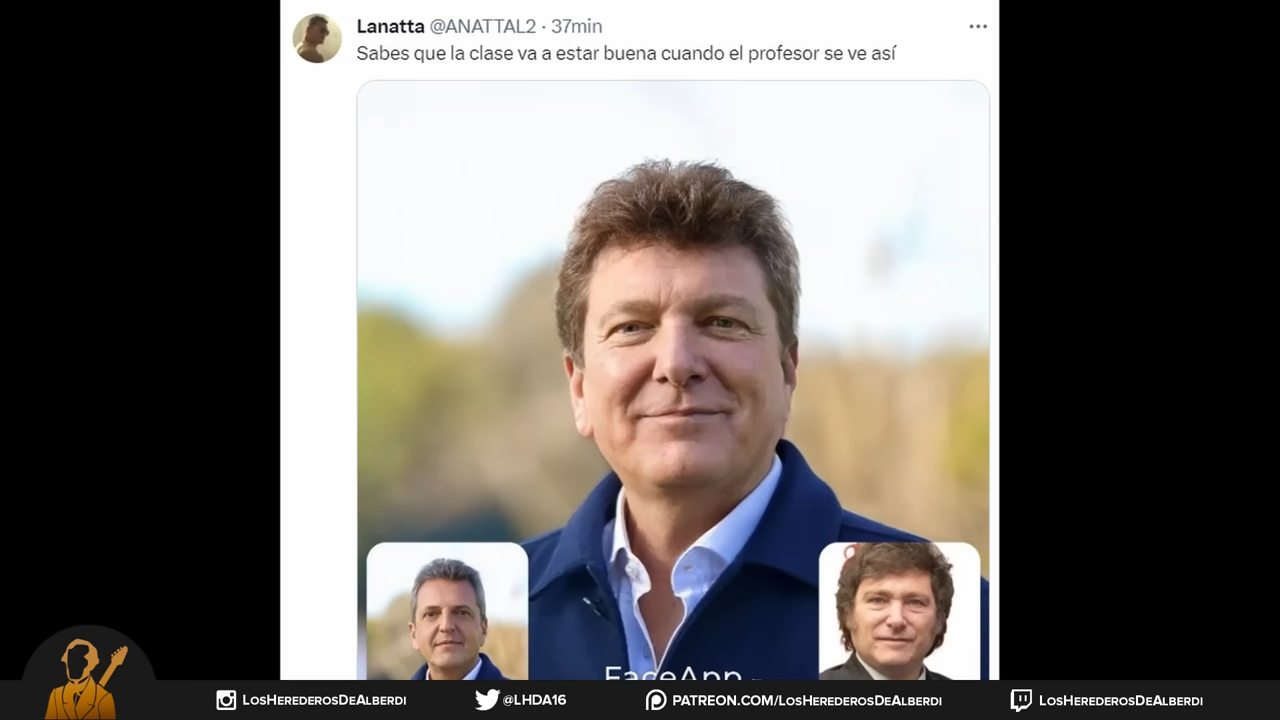 Lanatta @ANATTAL2 · 37min
Sabes que la clase va a estar buena cuando el profesor se ve así
FaceApp
LosHerederosDeAlberdi
@LHDA16
PATREON.COM/LosHerederosDeAlberdi
LosHerederosDeAlberdi